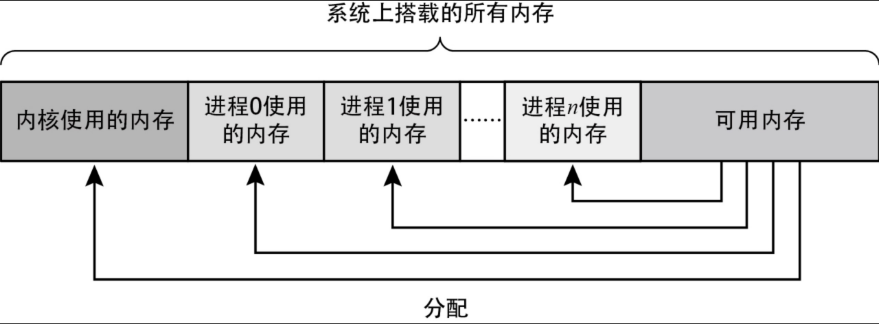 系统上搭载的所有内存
内核使用的内存
进程0使用
的内存
进程1使用
的内存
……
进程n使用
的内存
可用内存
分配